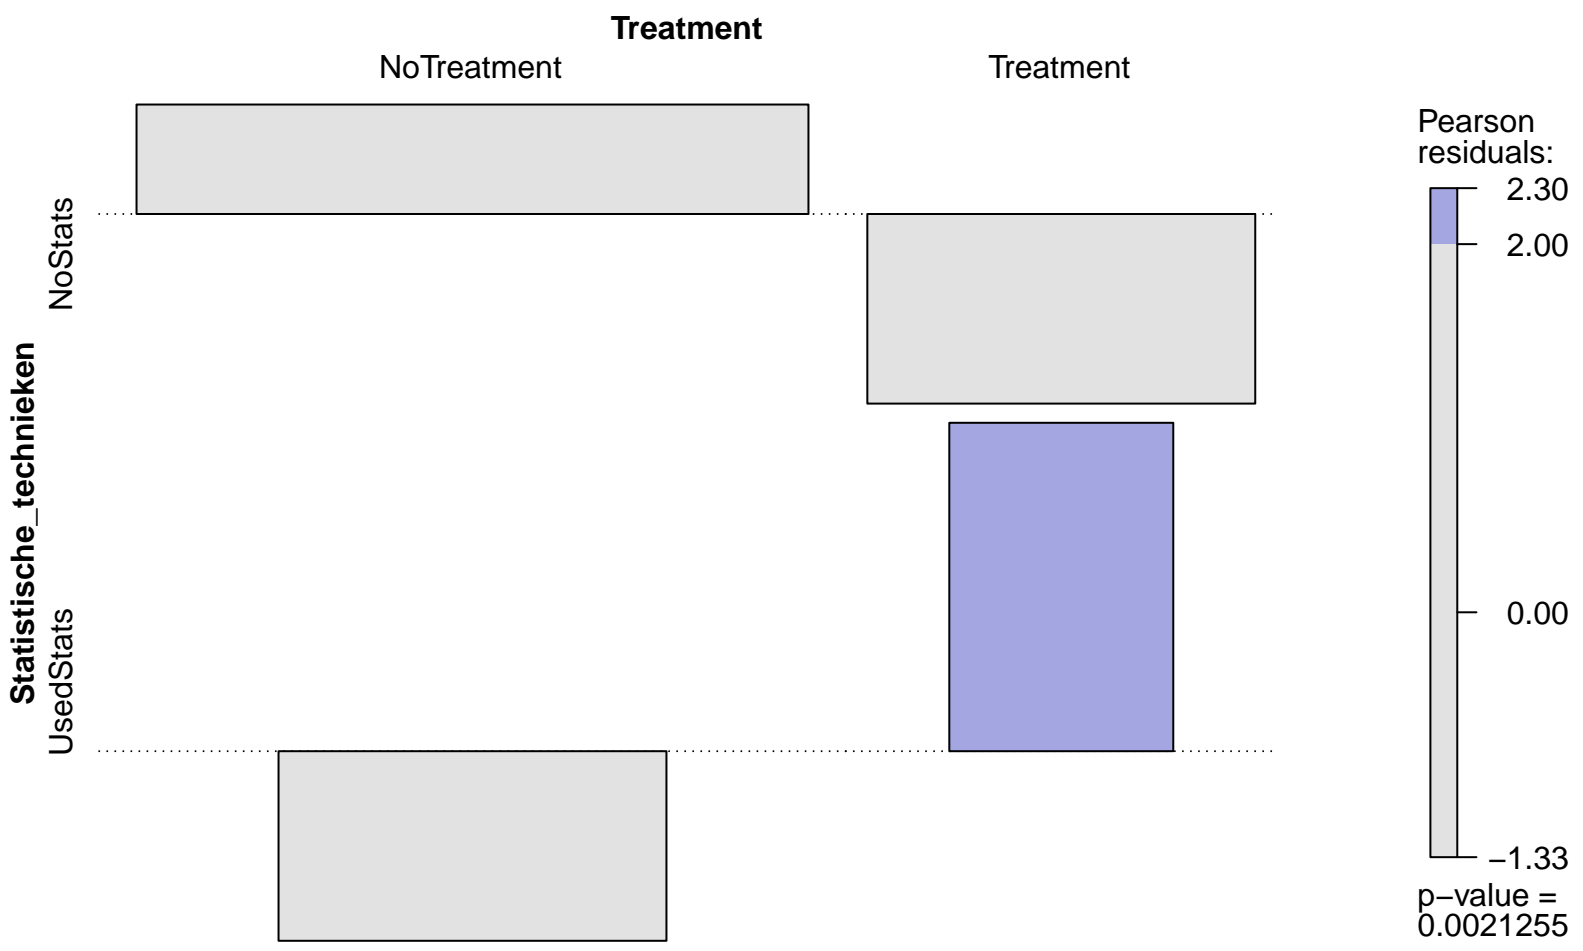 Treatment
NoTreatment Treatment
Statistische_technieken
NoStats
UsedStats
Pearson
residuals:
2.30
2.00
0.00
−1.33
p−value =
0.0021255